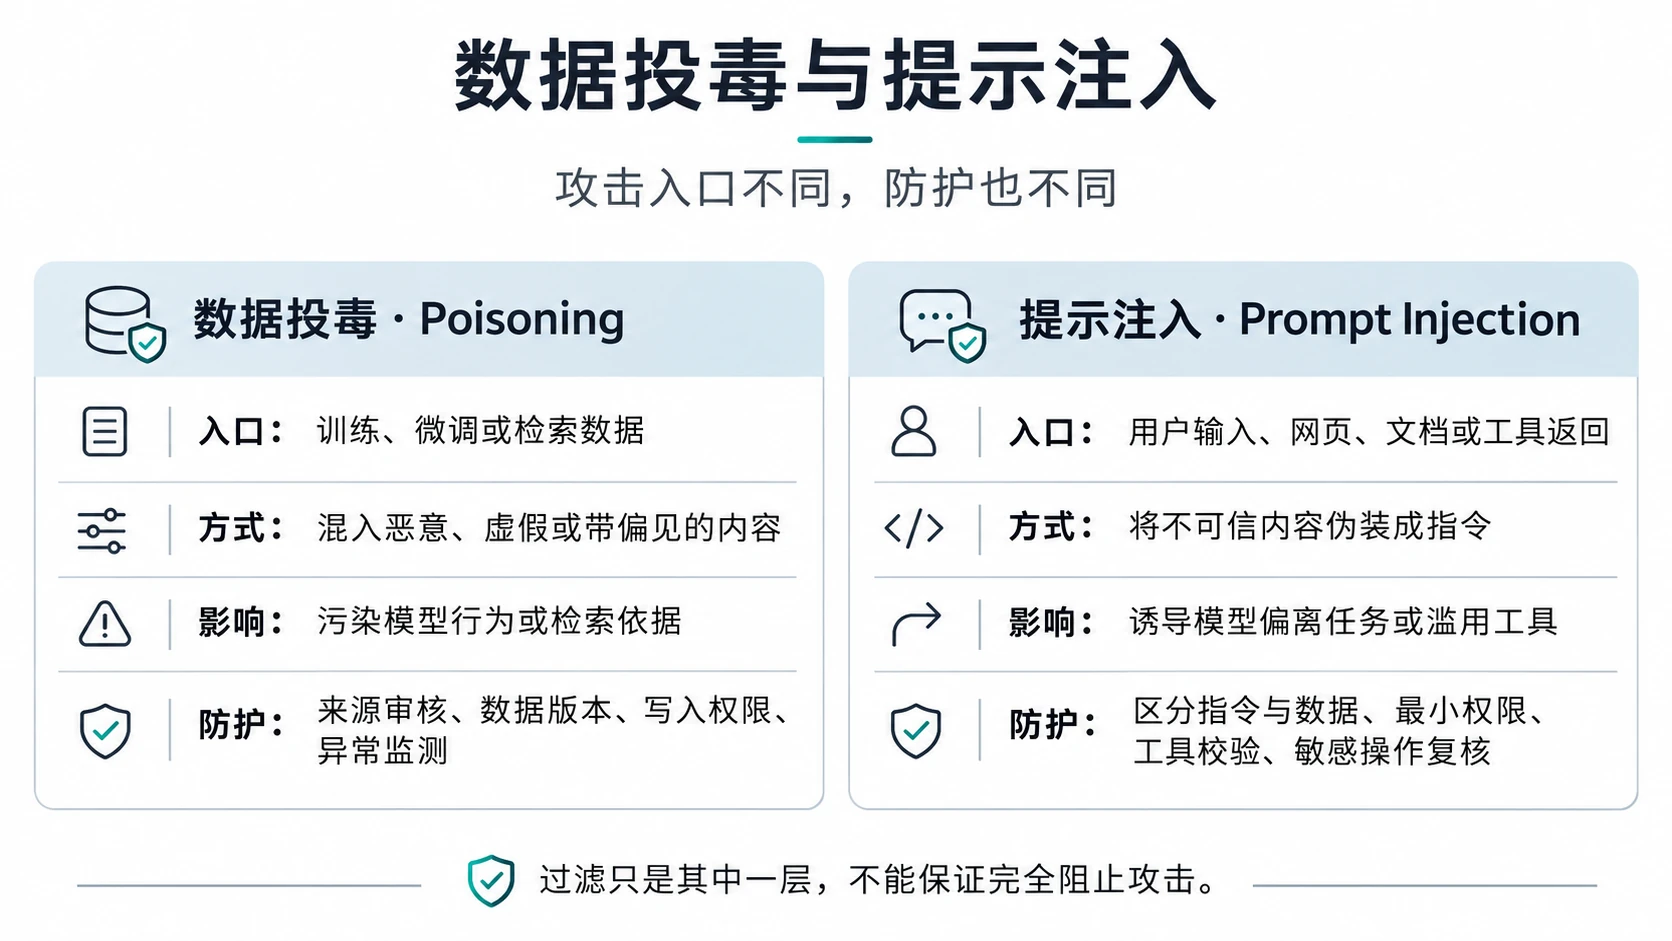 数据投毒与提示注入
攻击入口不同，防护也不同
数据投毒 · Poisoning
入口： 训练、微调或检索数据
方式： 混入恶意、虚假或带偏见的内容
影响： 污染模型行为或检索依据
防护： 来源审核、数据版本、写入权限、
异常监测
提示注入 · Prompt Injection
入口： 用户输入、网页、文档或工具返回
方式： 将不可信内容伪装成指令
影响： 诱导模型偏离任务或滥用工具
防护： 区分指令与数据、最小权限、
工具校验、敏感操作复核
过滤只是其中一层，不能保证完全阻止攻击。